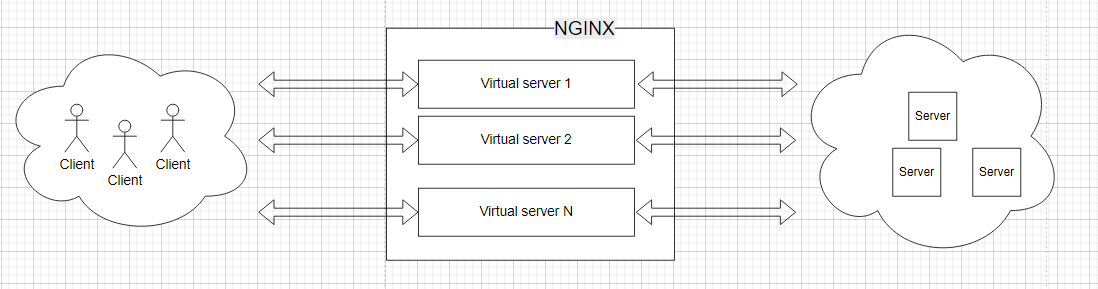 NGINX
Virtual server 1
Virtual server 2
Virtual server N
Client
Client
Client
Server
Server
Server